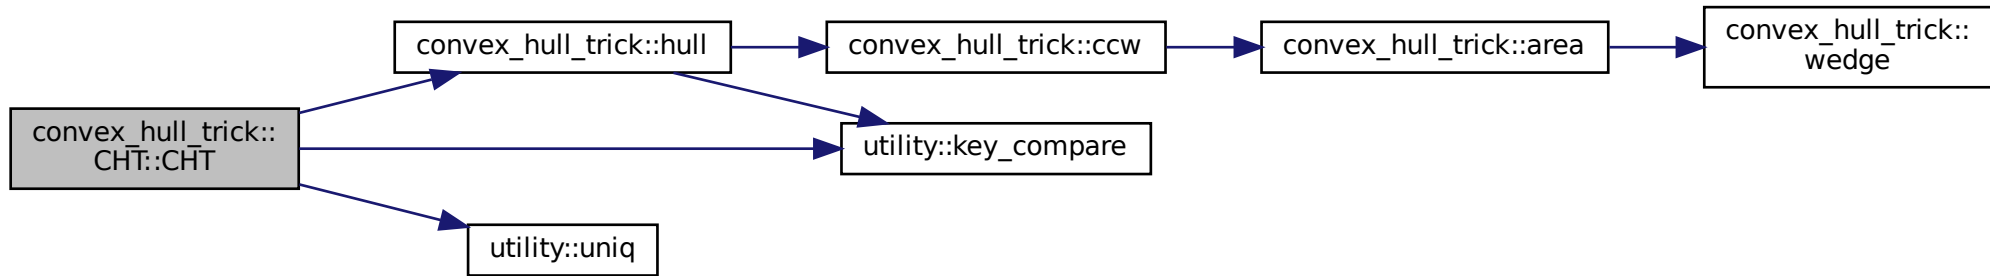 convex_hull_trick::
CHT::CHT
convex_hull_trick::hull
convex_hull_trick::ccw
convex_hull_trick::area
convex_hull_trick::
wedge
utility::key_compare
utility::uniq